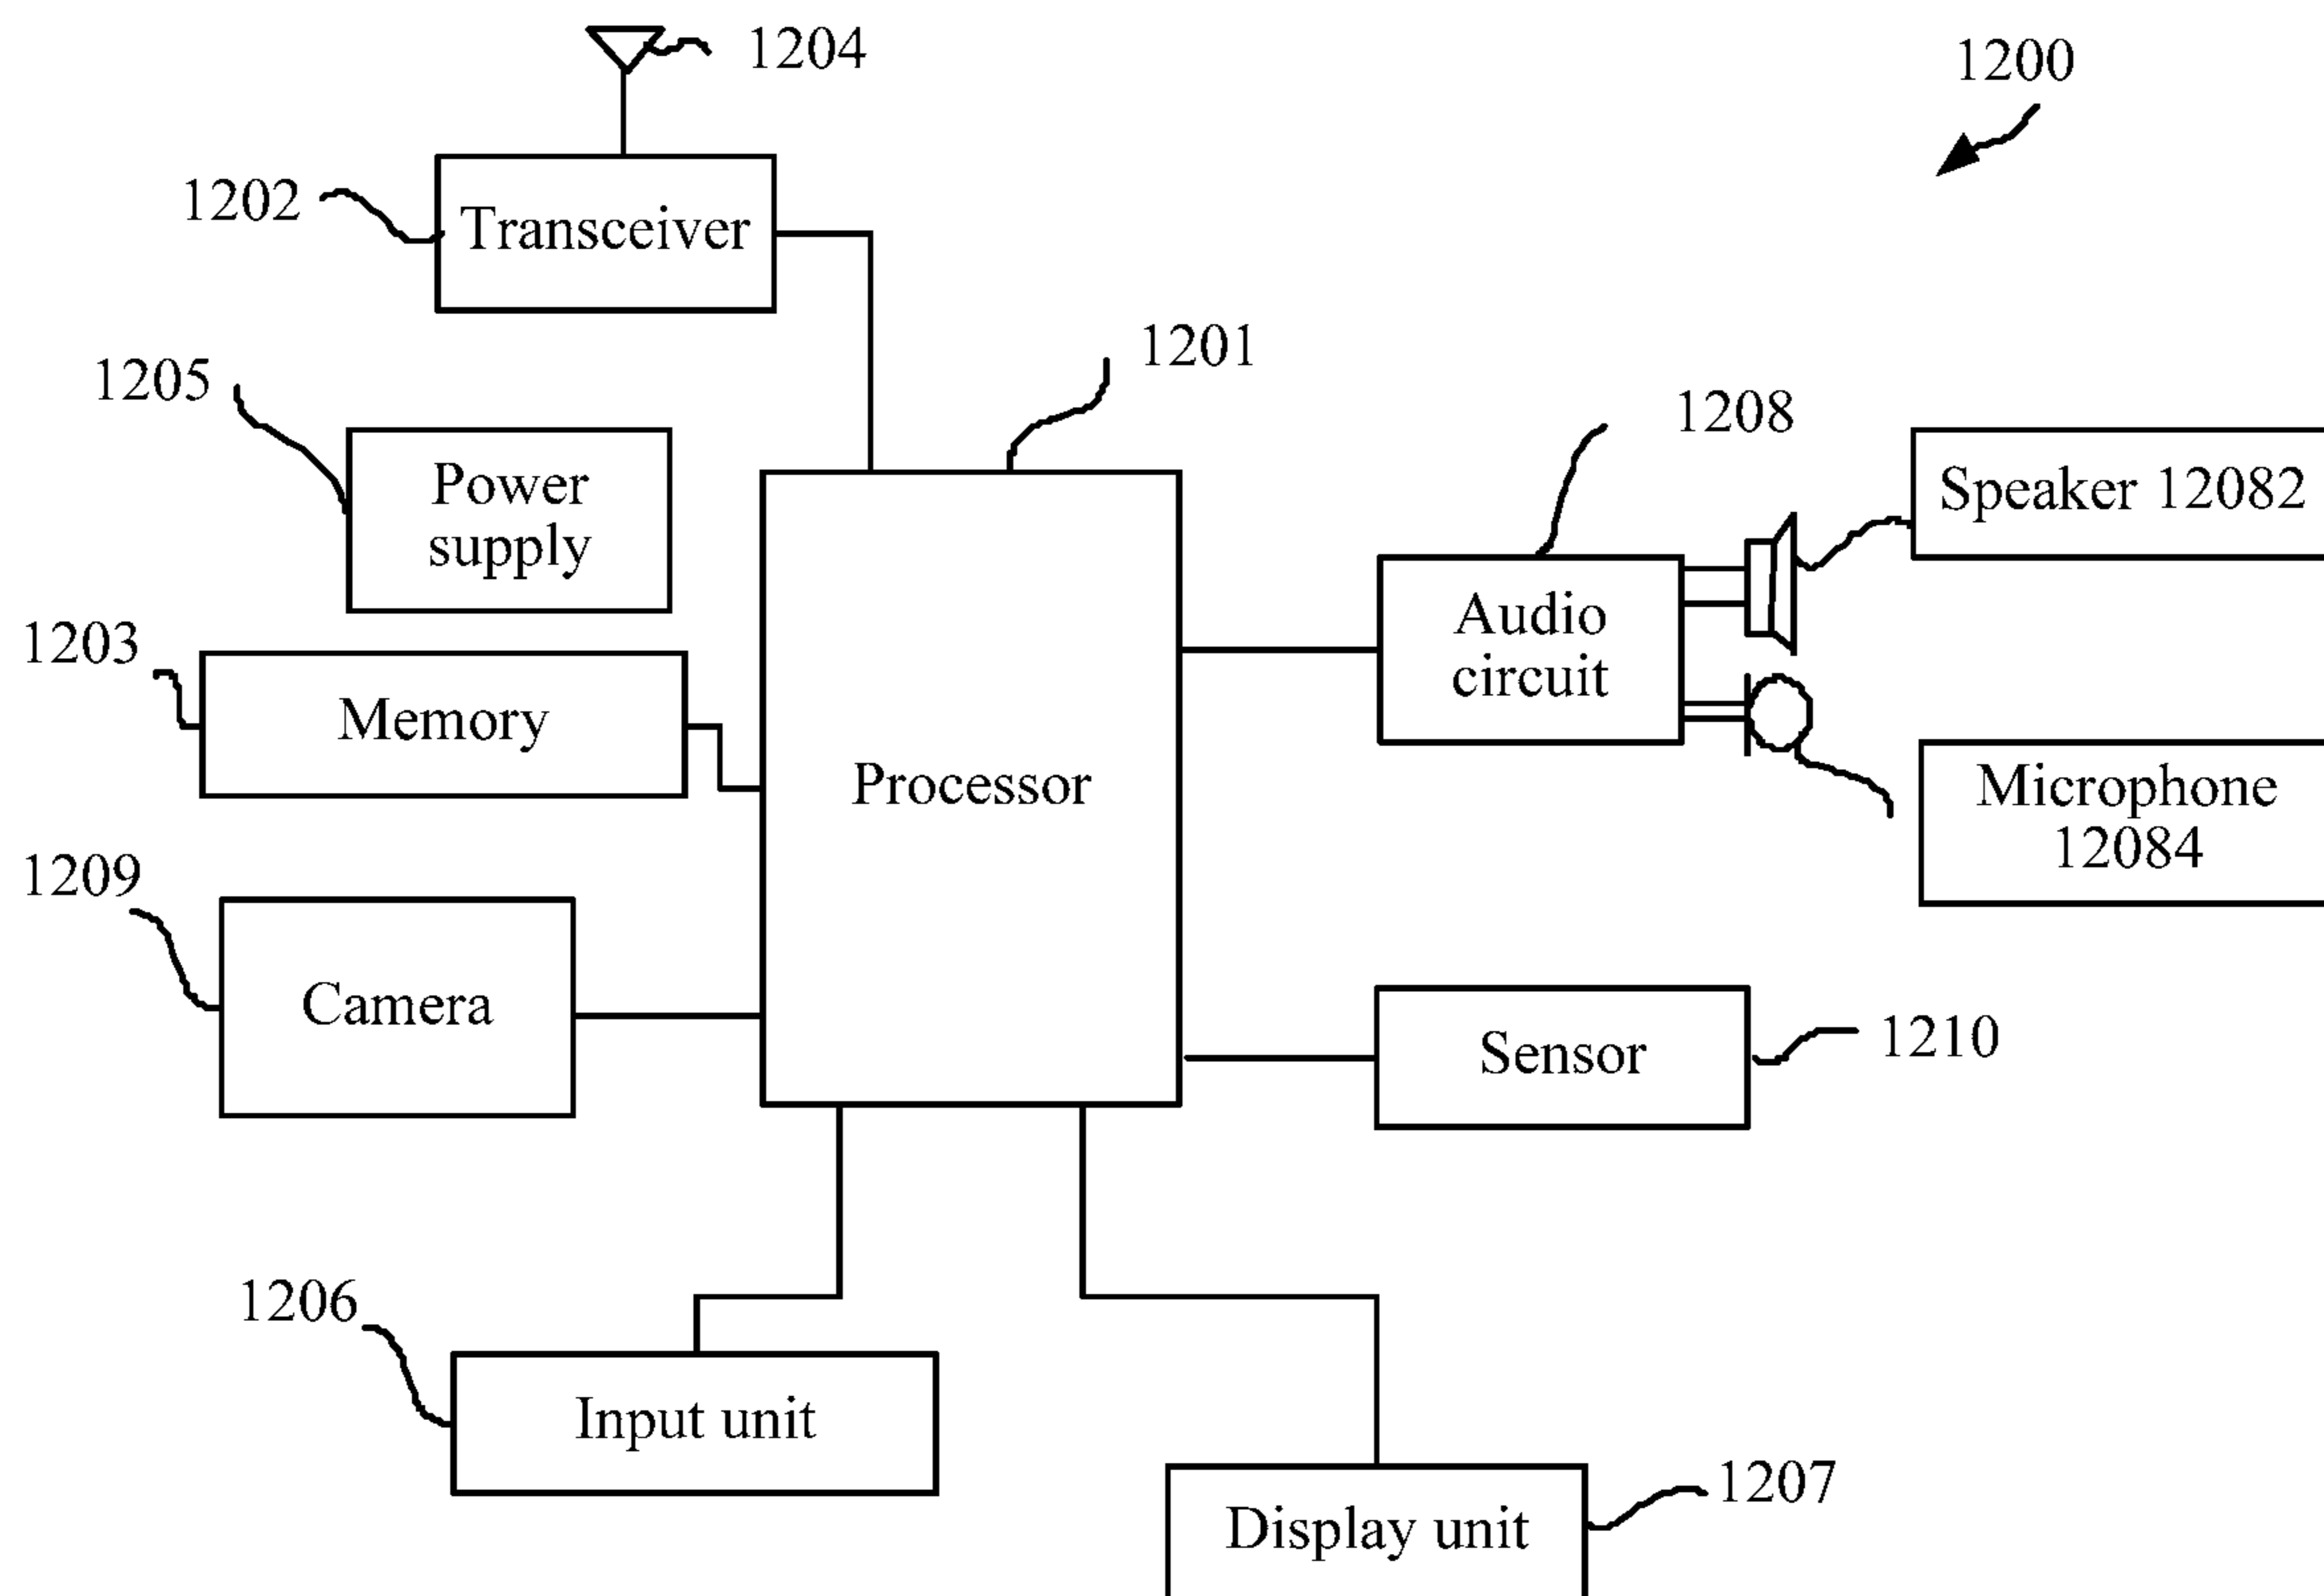 1204
1200
1202
Transceiver
1201
1205
1208
Power
supply
Speaker 12082
1203
Audio
circuit
Memory
Processor
Microphone
12084
1209
Camera
Sensor
1210
1206
Input unit
1207
Display unit